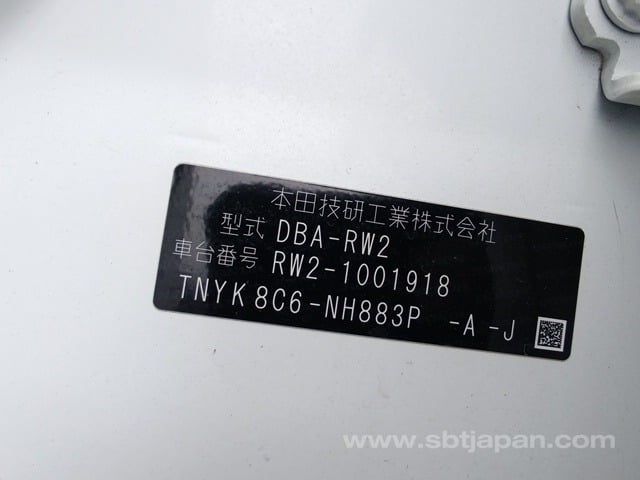 本田技研工業株式会社
型式 DBA-RW2
車台番号 RW2-1001918
TNYK8C6-NH883P -A -J
www.sbtjapan.com